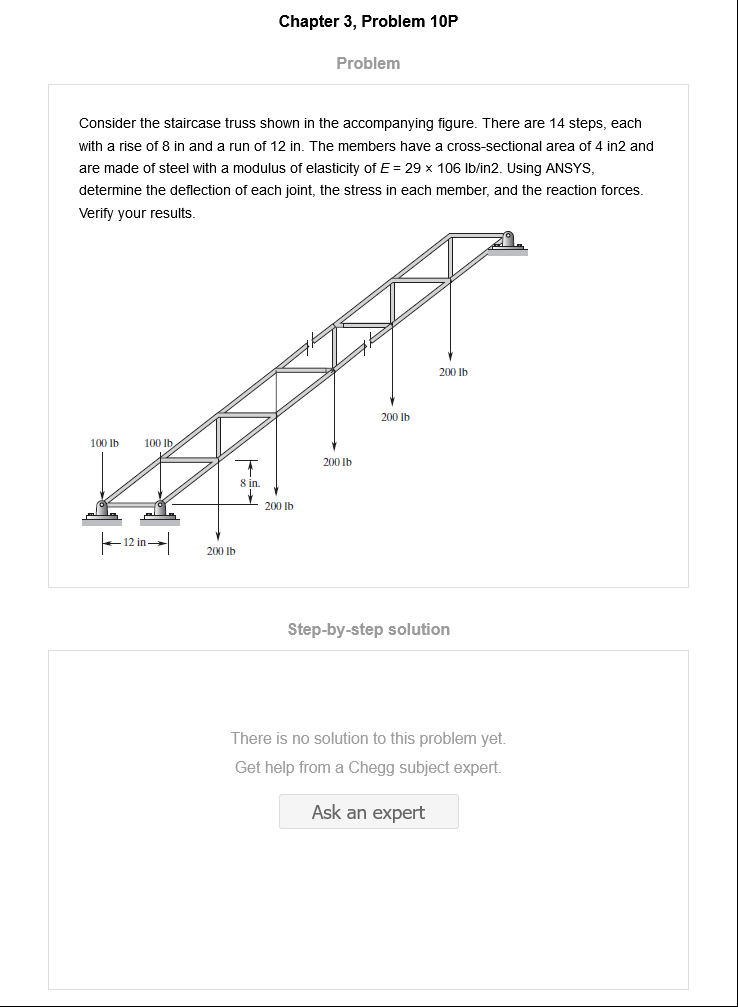 Chapter 3, Problem 10P
Problem
Consider the staircase truss shown in the accompanying figure. There are 14 steps, each
with a rise of 8 in and a run of 12 in. The members have a cross-sectional area of 4 in2 and
are made of steel with a modulus of elasticity of E = 29 × 106 lb/in2. Using ANSYS,
determine the deflection of each joint, the stress in each member, and the reaction forces.
Verify your results.
200 lb
200 lb
100 lb 100 lb
200 lb
8 in.
200 lb
12 in
200 lb
Step-by-step solution
There is no solution to this problem yet.
Get help from a Chegg subject expert.
Ask an expert